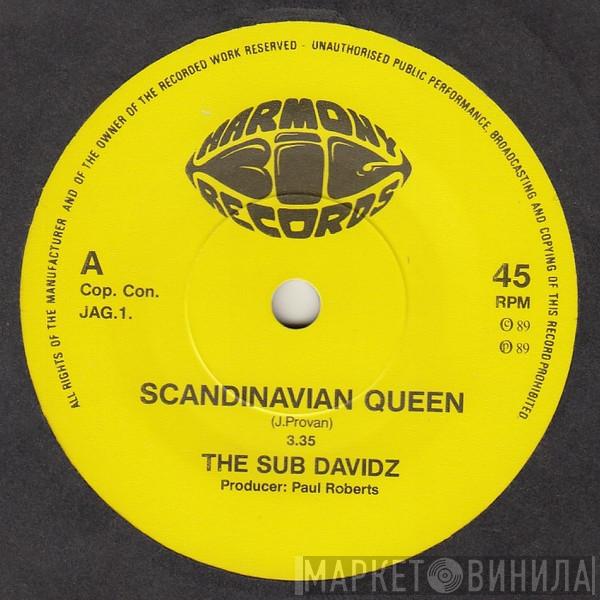 ALL RIGHTS OF THE MANUFACTURER AND OF THE OWNER OF THE RECORDED WORK RESERVED - UNAUTHORISED PUBLIC PERFORMANCE, BROADCASTING AND COPYING OF THIS RECORD PROHIBITED
HARMONY
BIG
RECORDS
A
Cop. Con.
JAG.1.
45
RPM
© 89
℗ 89
SCANDINAVIAN QUEEN
(J.Provan)
3.35
THE SUB DAVIDZ
Producer: Paul Roberts
МАРКЕТ ВИНИЛА